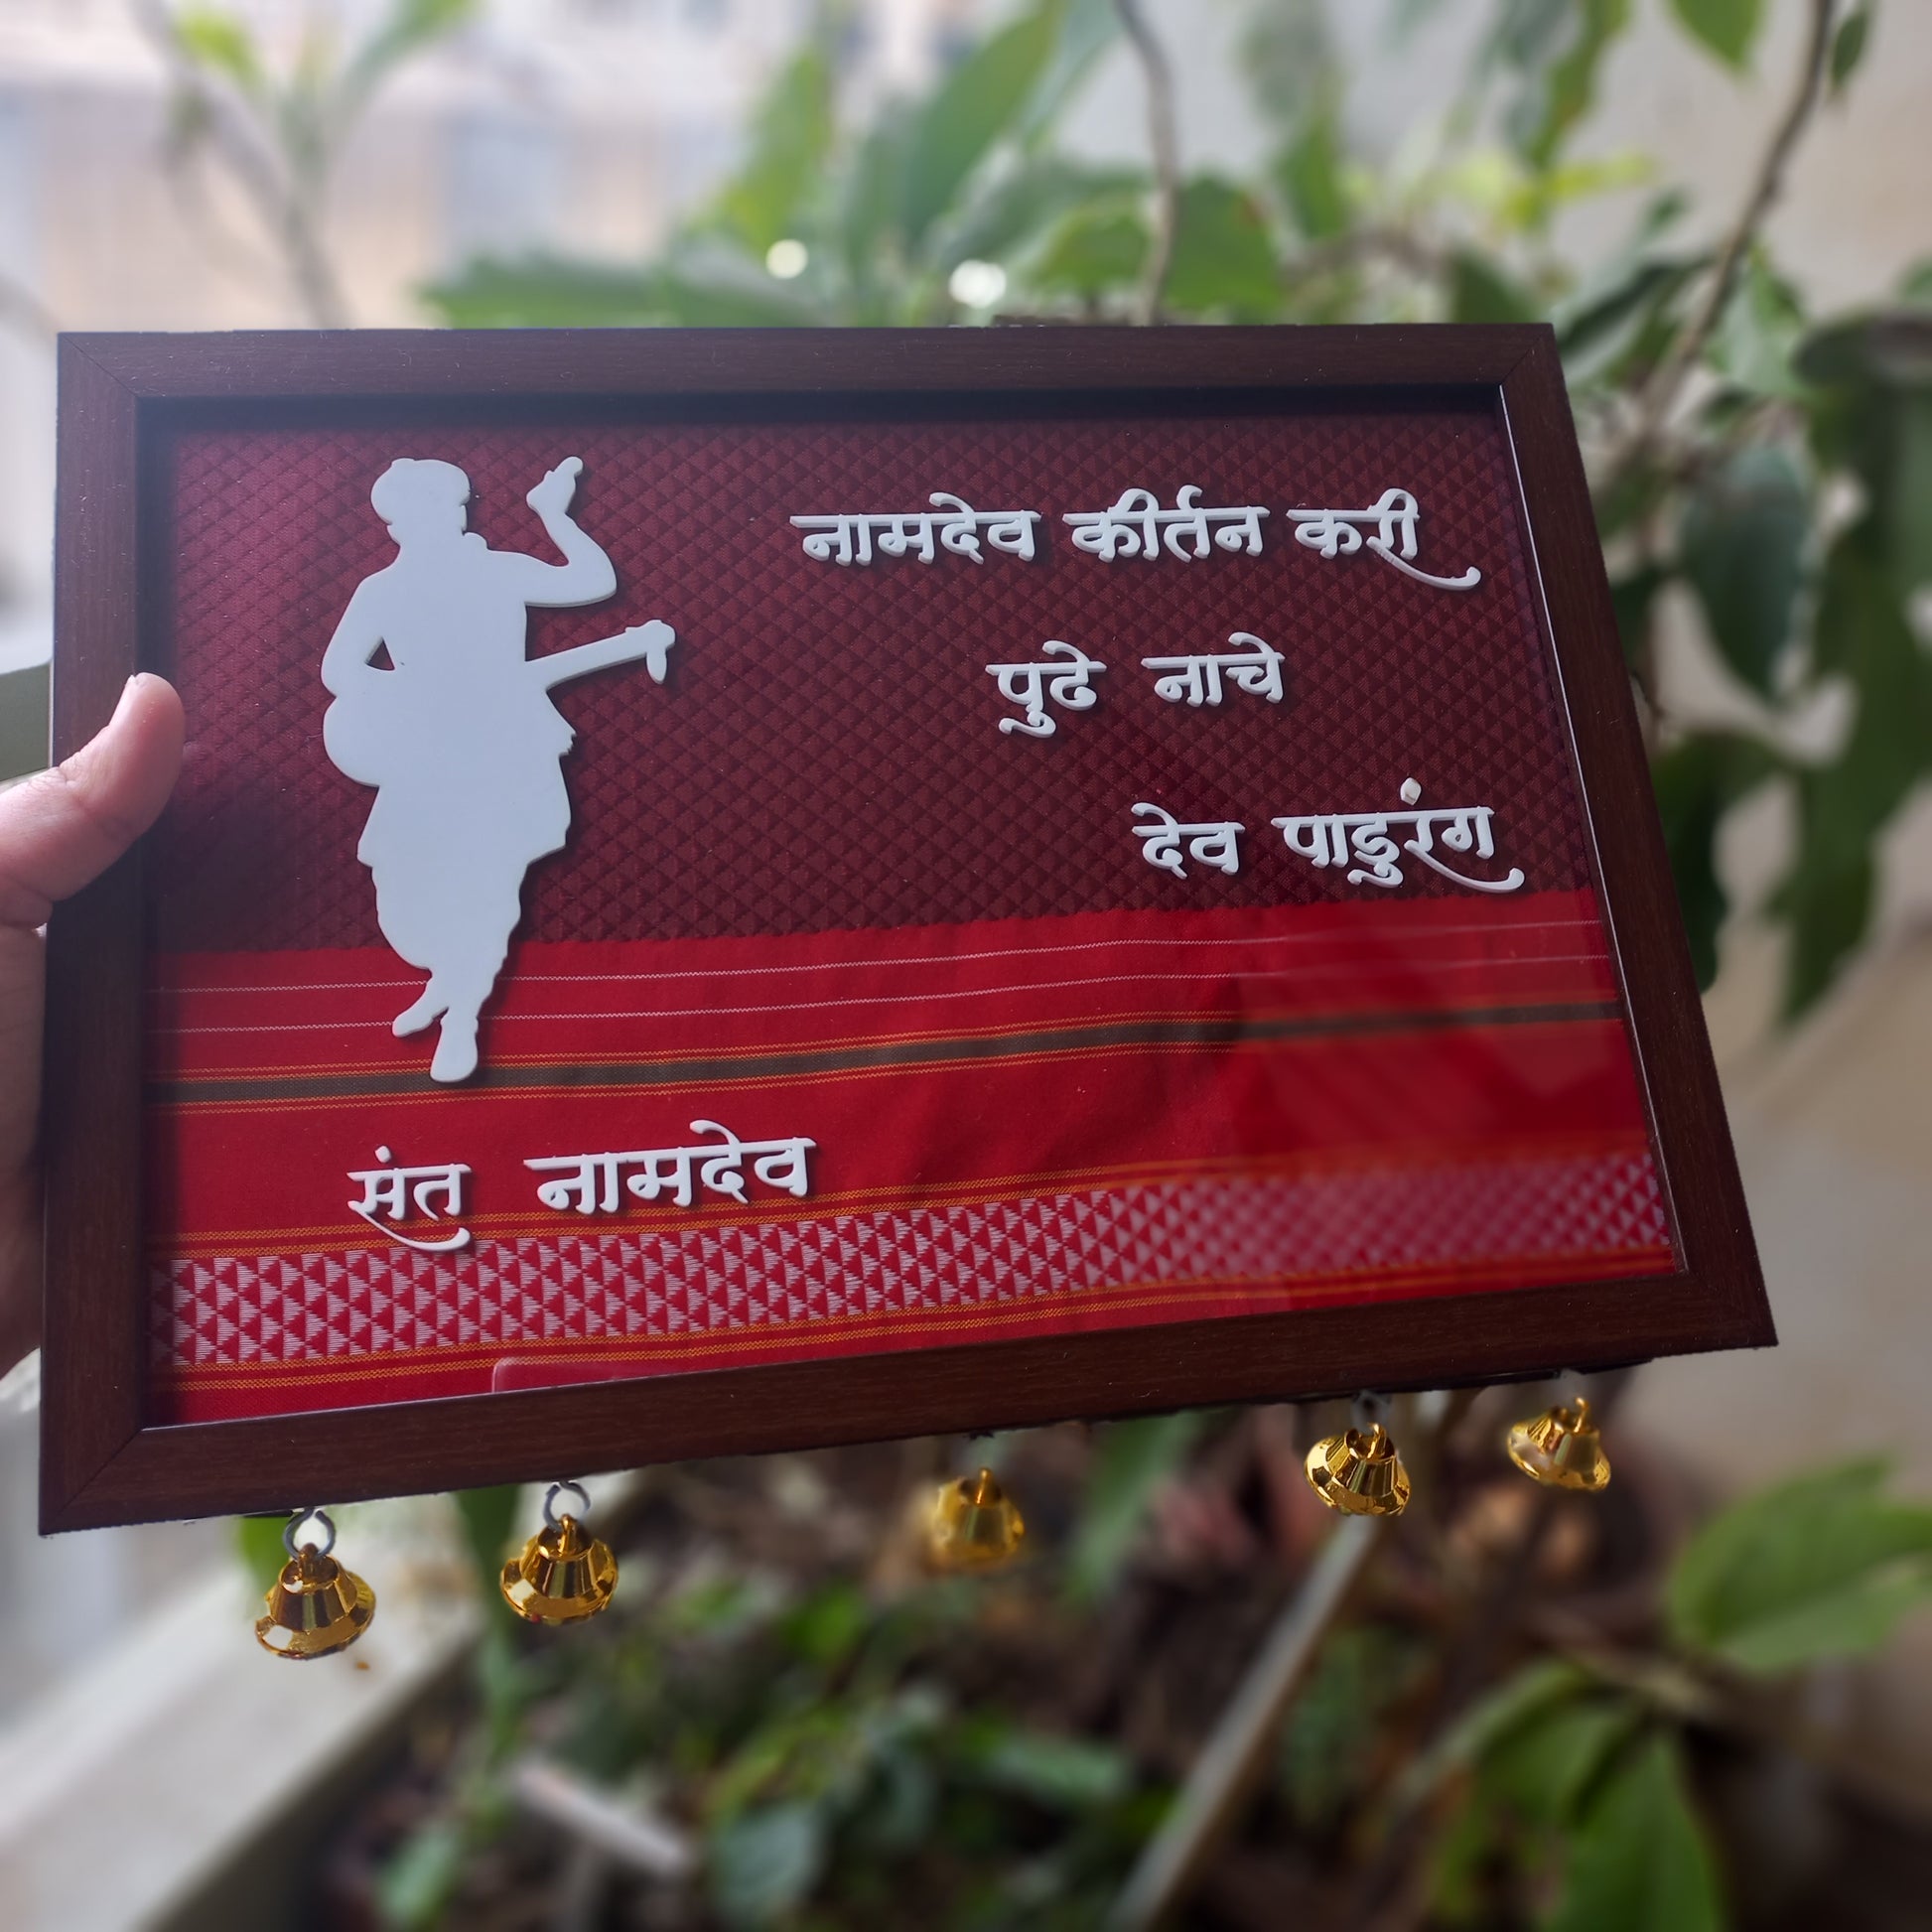 नामदेव कीर्तन करी
पुढे नाचे
देव पाडुरंग
संत नामदेव